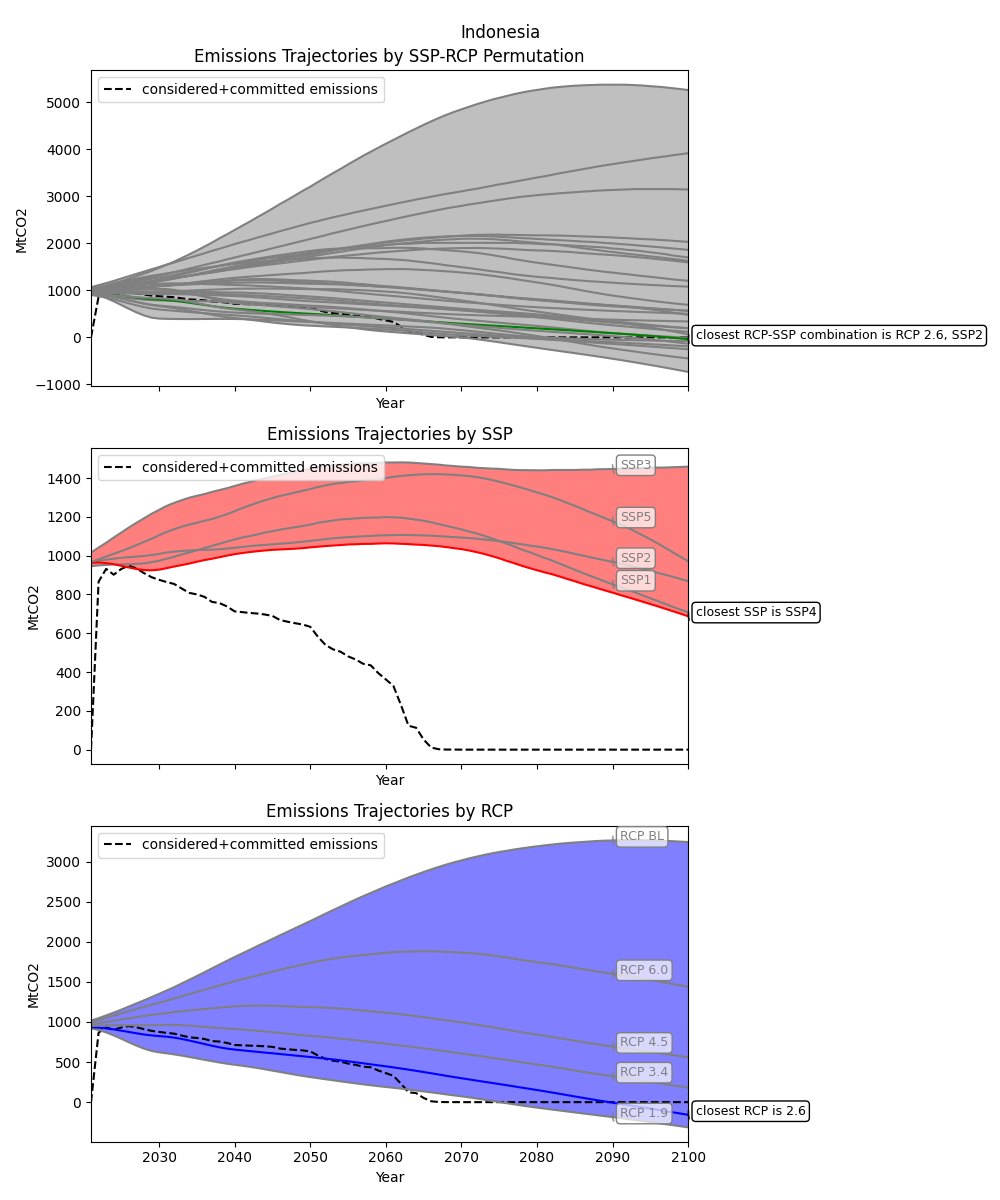 Indonesia
Emissions Trajectories by SSP-RCP Permutation
considered+committed emissions
5000
4000
3000
2000
1000
0
−1000
MtCO2
closest RCP-SSP combination is RCP 2.6, SSP2
Year
Emissions Trajectories by SSP
considered+committed emissions
1400
1200
1000
800
600
400
200
0
MtCO2
SSP3
SSP5
SSP2
SSP1
closest SSP is SSP4
Year
Emissions Trajectories by RCP
considered+committed emissions
3000
2500
2000
1500
1000
500
0
MtCO2
RCP BL
RCP 6.0
RCP 4.5
RCP 3.4
RCP 1.9
closest RCP is 2.6
2030 2040 2050 2060 2070 2080 2090 2100
Year